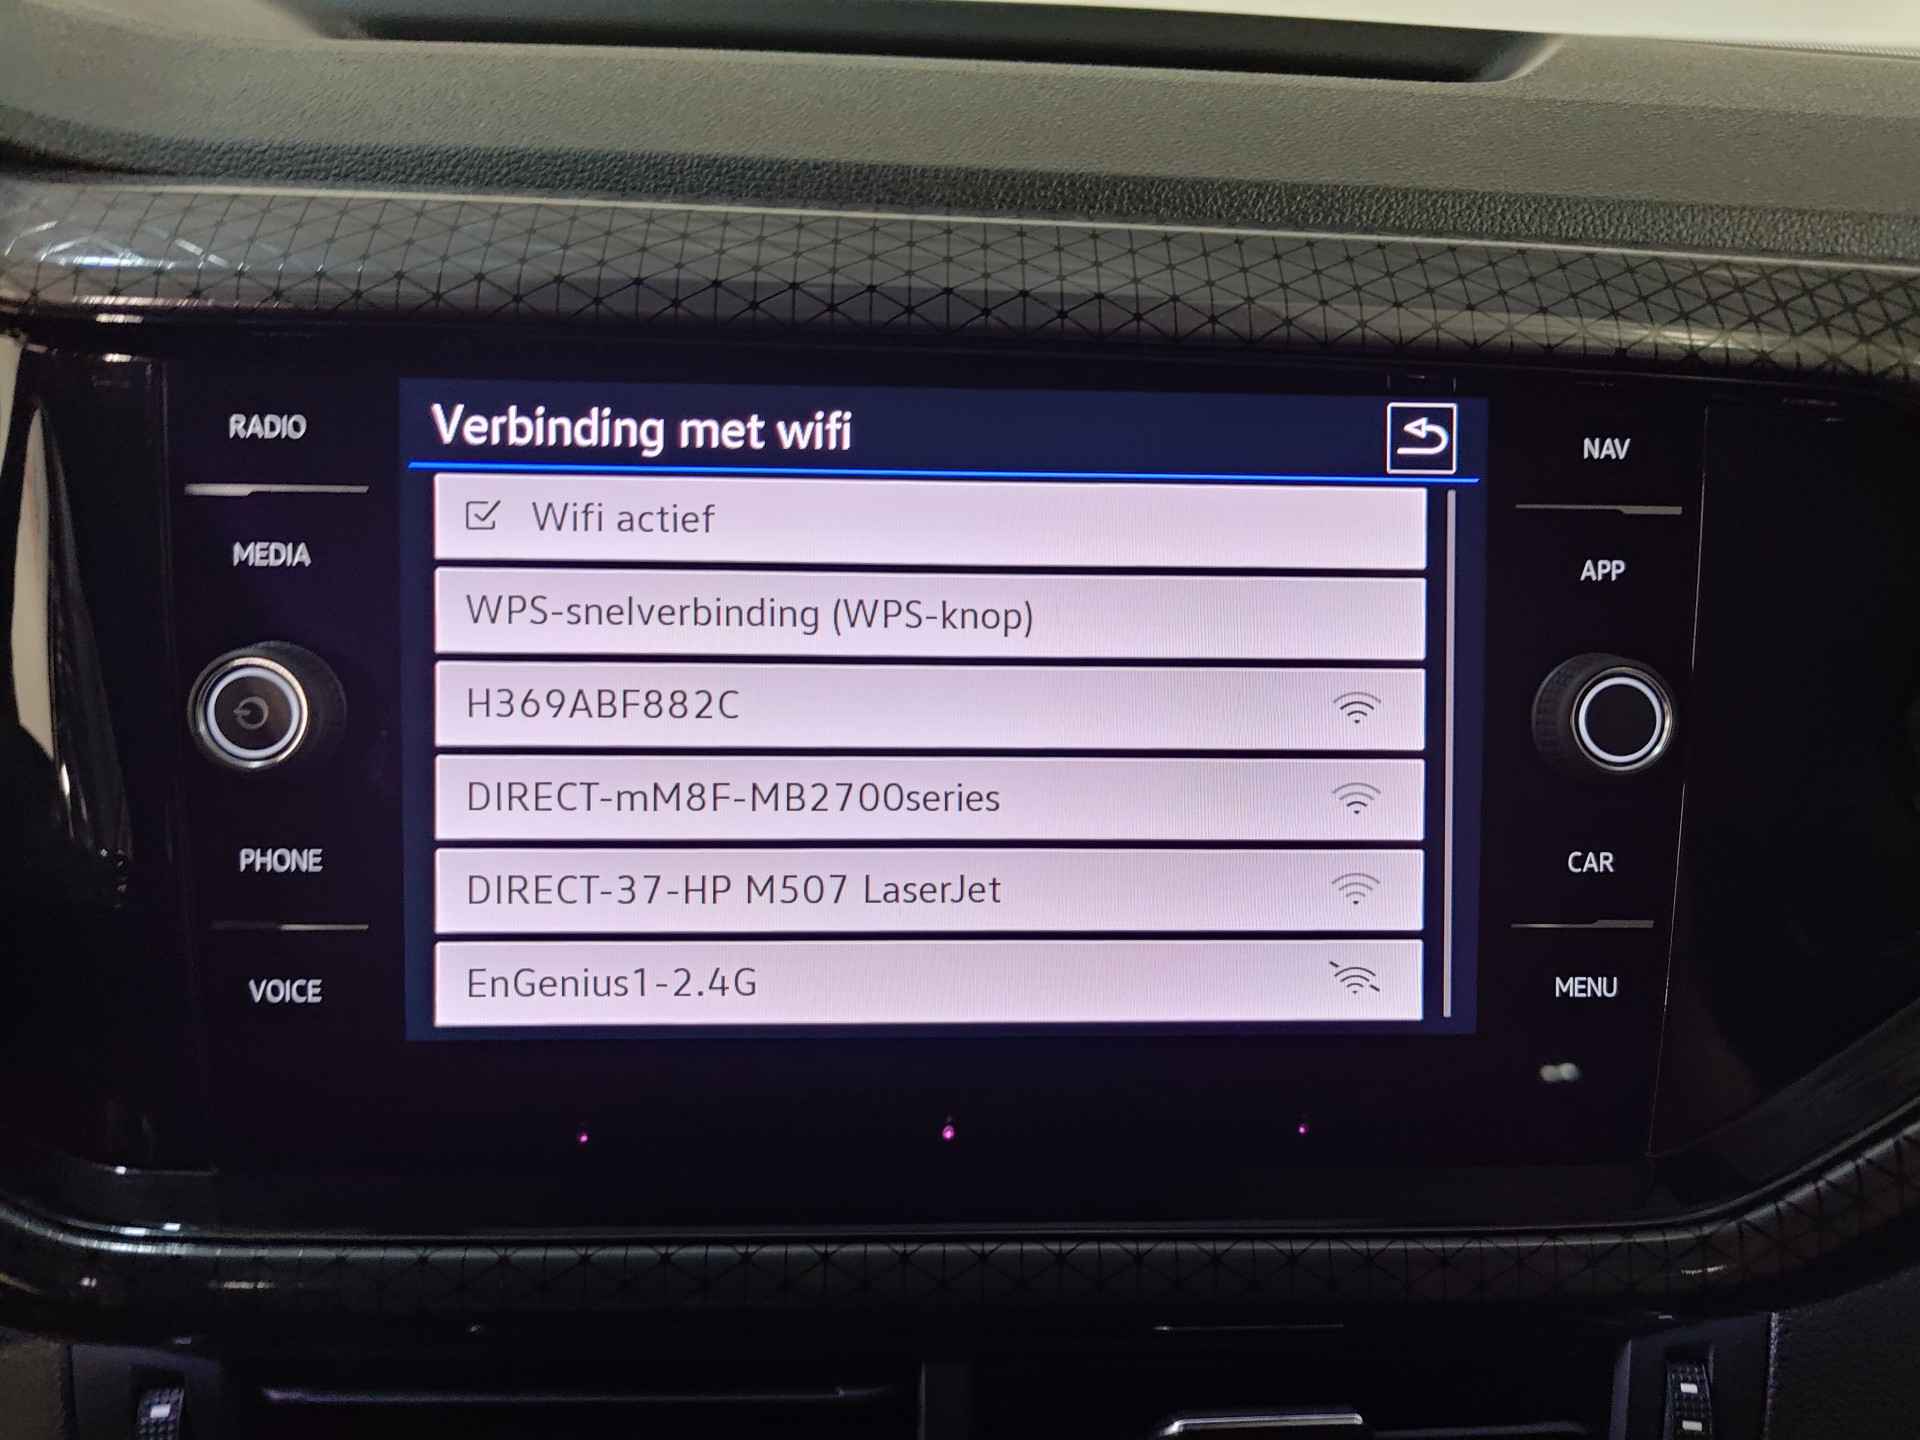 RADIO
MEDIA
PHONE
VOICE
Verbinding met wifi
Wifi actief
WPS-snelverbinding (WPS-knop)
H369ABF882C
DIRECT-mM8F-MB2700series
DIRECT-37-HP M507 LaserJet
EnGenius1-2.4G
NAV
APP
CAR
MENU